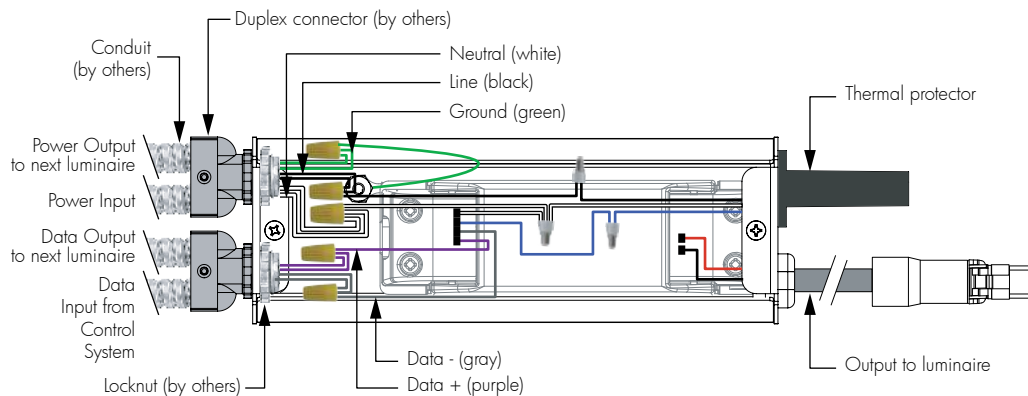 Duplex connector (by others)
Conduit
(by others)
Neutral (white)
Line (black)
Ground (green)
Thermal protector
Power Output
to next luminaire
Power Input
Data Output
to next luminaire
Data
Input from
Control
System
Locknut (by others)
Data - (gray)
Data + (purple)
Output to luminaire